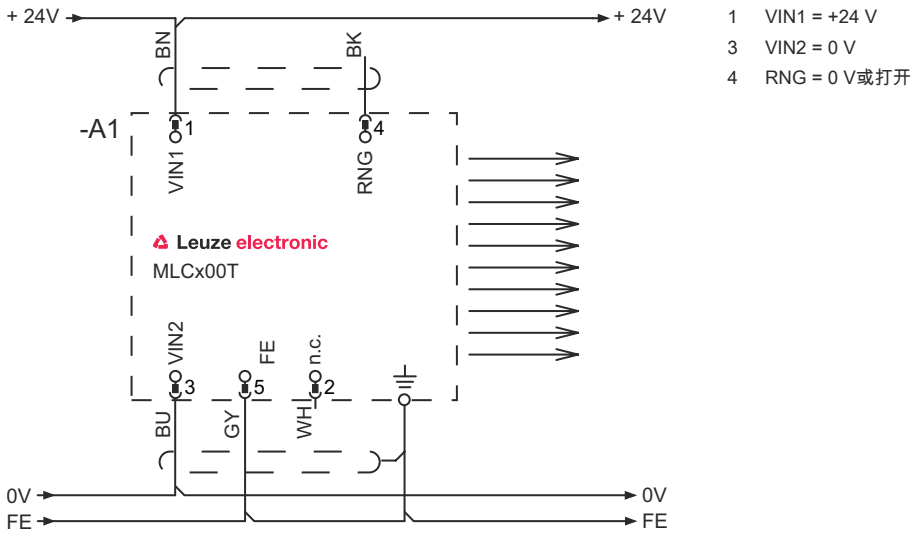 + 24V
+ 24V
1 VIN1 = +24 V
3 VIN2 = 0 V
4 RNG = 0 V或打开
BN
BK
-A1
1
4
VIN1
RNG
Leuze electronic
MLCx00T
VIN2
FE
n.c.
3
5
2
BU
GY
WH
0V
0V
FE
FE